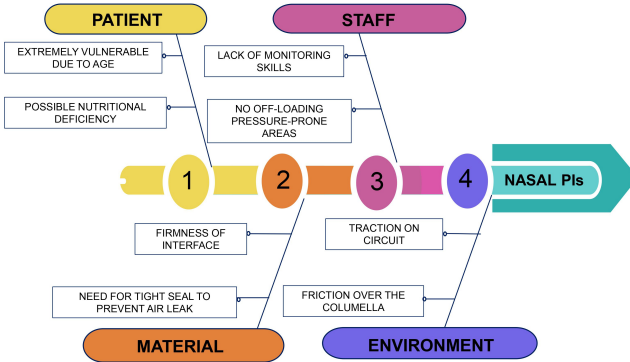 PATIENT
STAFF
EXTREMELY VULNERABLE
DUE TO AGE
LACK OF MONITORING
SKILLS
POSSIBLE NUTRITIONAL
DEFICIENCY
NO OFF-LOADING
PRESSURE-PRONE
AREAS
1
2
3
4
NASAL PIs
FIRMNESS OF
INTERFACE
TRACTION ON
CIRCUIT
NEED FOR TIGHT SEAL TO
PREVENT AIR LEAK
FRICTION OVER THE
COLUMELLA
MATERIAL
ENVIRONMENT